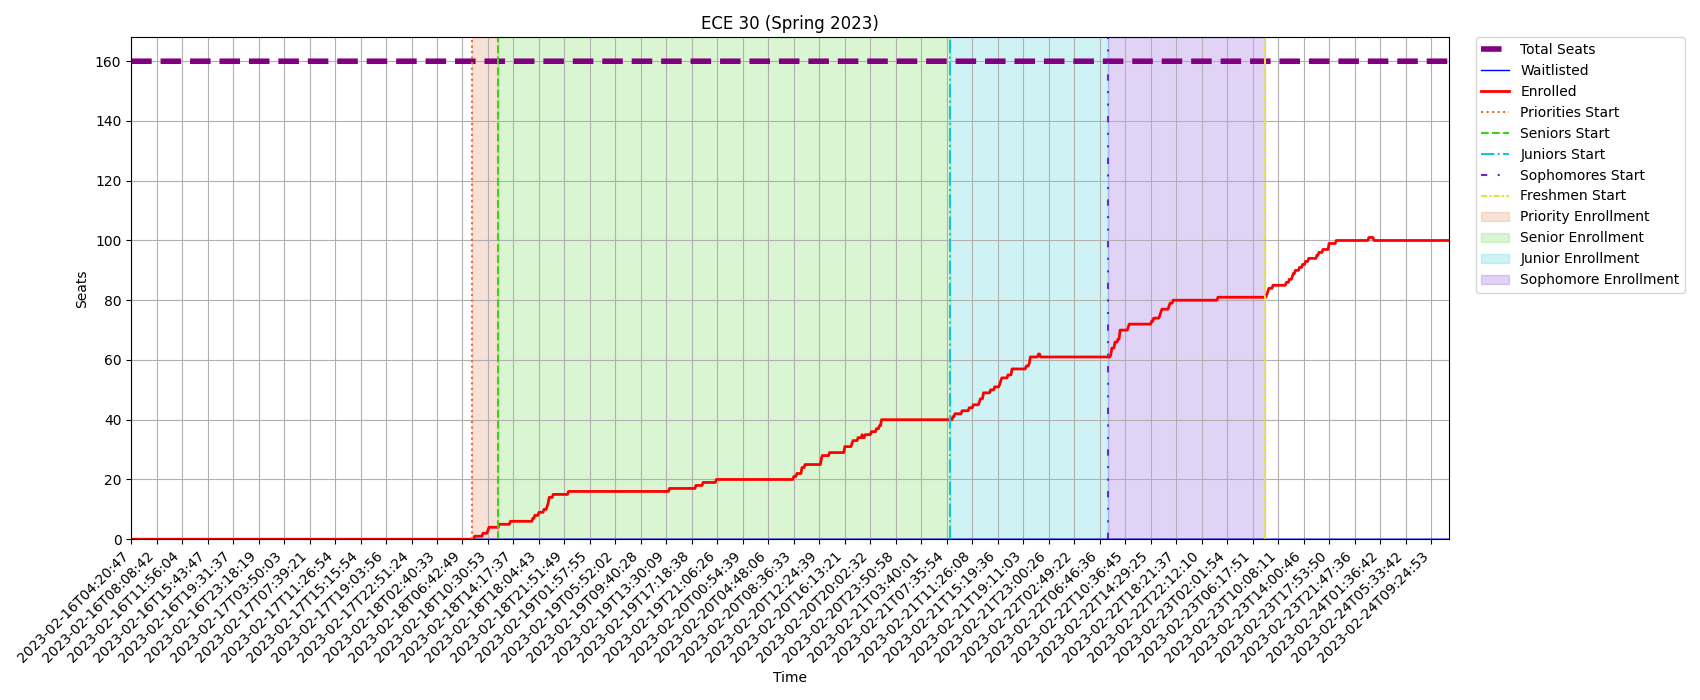 ECE 30 (Spring 2023)
Total Seats
Waitlisted
Enrolled
Priorities Start
Seniors Start
Juniors Start
Sophomores Start
Freshmen Start
Priority Enrollment
Senior Enrollment
Junior Enrollment
Sophomore Enrollment
Seats
160
140
120
100
80
60
40
20
0
2023-02-16T04:20:47
2023-02-16T08:08:42
2023-02-16T11:56:04
2023-02-16T15:43:47
2023-02-16T19:31:37
2023-02-16T23:18:19
2023-02-17T03:50:03
2023-02-17T07:39:21
2023-02-17T11:26:54
2023-02-17T15:15:54
2023-02-17T19:03:56
2023-02-17T22:51:24
2023-02-18T02:40:33
2023-02-18T06:42:49
2023-02-18T10:30:53
2023-02-18T14:17:37
2023-02-18T18:04:43
2023-02-18T21:51:49
2023-02-19T01:57:55
2023-02-19T05:52:02
2023-02-19T09:40:28
2023-02-19T13:30:09
2023-02-19T17:18:38
2023-02-19T21:06:26
2023-02-20T00:54:39
2023-02-20T04:48:06
2023-02-20T08:36:33
2023-02-20T12:24:39
2023-02-20T16:13:21
2023-02-20T20:02:32
2023-02-20T23:50:58
2023-02-21T03:40:01
2023-02-21T07:35:54
2023-02-21T11:26:08
2023-02-21T15:19:36
2023-02-21T19:11:03
2023-02-21T23:00:26
2023-02-22T02:49:22
2023-02-22T06:46:36
2023-02-22T10:36:45
2023-02-22T14:29:25
2023-02-22T18:21:37
2023-02-22T22:12:10
2023-02-23T02:01:54
2023-02-23T06:17:51
2023-02-23T10:08:11
2023-02-23T14:00:46
2023-02-23T17:53:50
2023-02-23T21:47:36
2023-02-24T01:36:42
2023-02-24T05:33:42
2023-02-24T09:24:53
Time